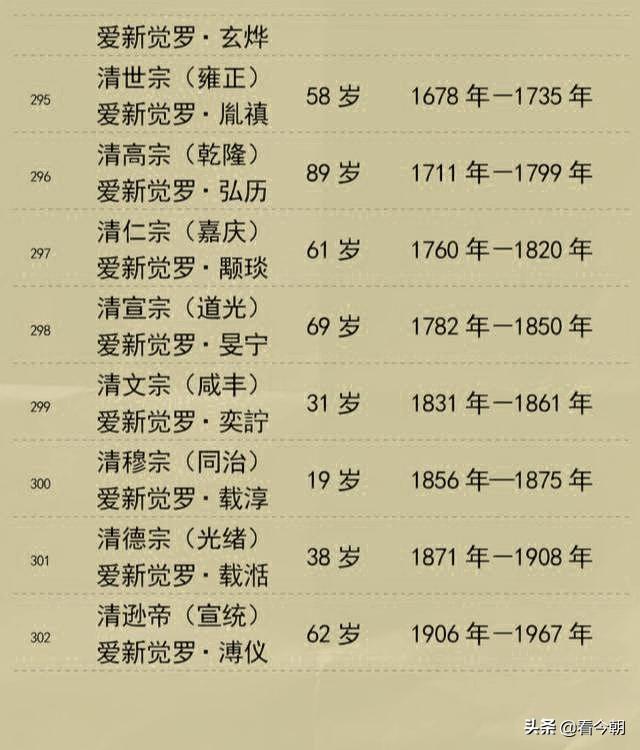 爱新觉罗·玄烨
295 清世宗（雍正） 58 岁 1678 年—1735 年
爱新觉罗·胤禛
296 清高宗（乾隆） 89 岁 1711 年—1799 年
爱新觉罗·弘历
297 清仁宗（嘉庆） 61 岁 1760 年—1820 年
爱新觉罗·颙琰
298 清宣宗（道光） 69 岁 1782 年—1850 年
爱新觉罗·旻宁
299 清文宗（咸丰） 31 岁 1831 年—1861 年
爱新觉罗·奕詝
300 清穆宗（同治） 19 岁 1856 年—1875 年
爱新觉罗·载淳
301 清德宗（光绪） 38 岁 1871 年—1908 年
爱新觉罗·载湉
302 清逊帝（宣统） 62 岁 1906 年—1967 年
爱新觉罗·溥仪
头条 @看今朝